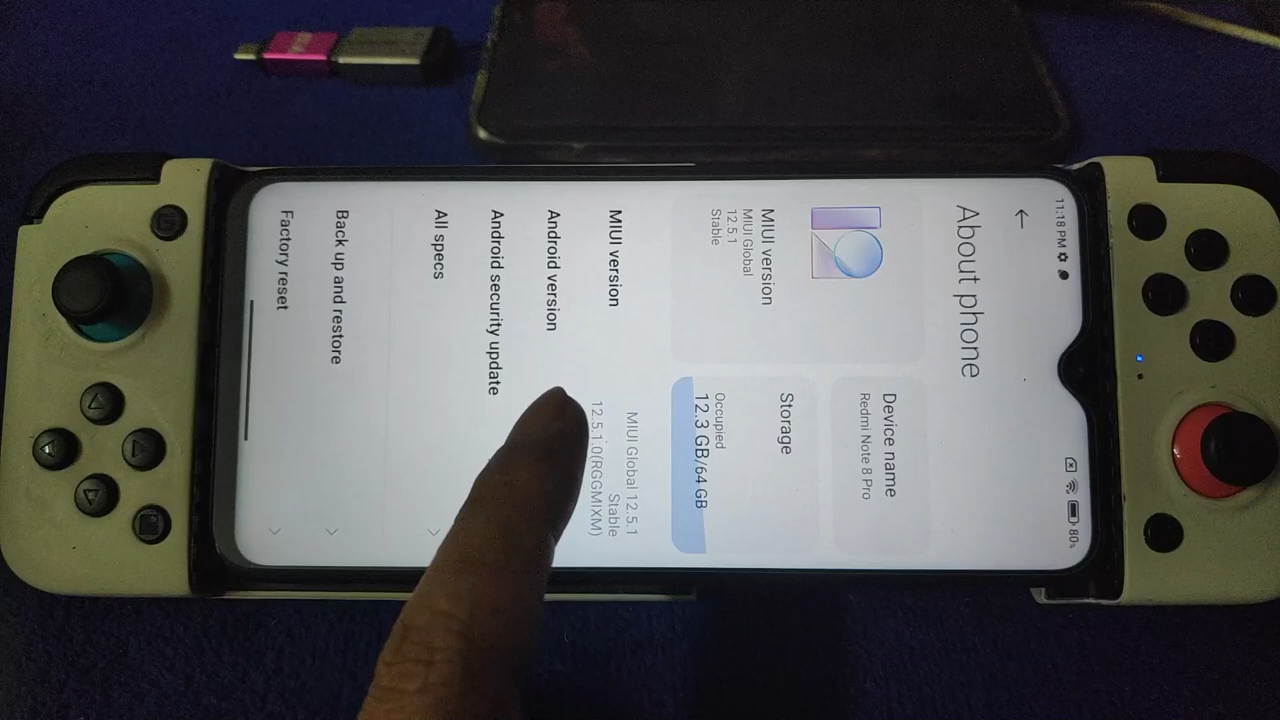 11:18 PM
80%
About phone
MIUI version
MIUI Global
12.5.1
Stable
Device name
Redmi Note 8 Pro
Storage
Occupied
12.3 GB/64 GB
MIUI version
MIUI Global 12.5.1
Stable
12.5.1.0(RGGMIXM)
Android version
Android security update
All specs
Back up and restore
Factory reset